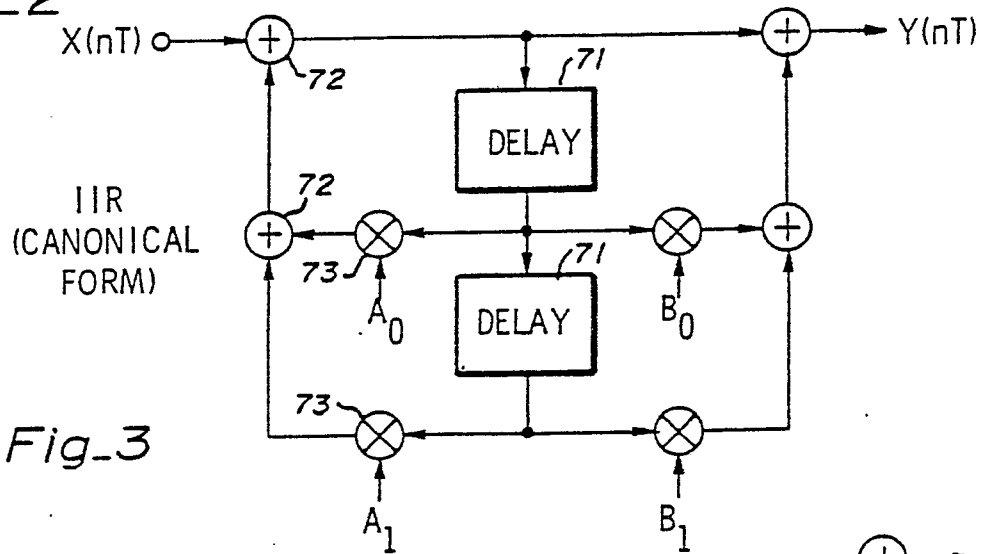 X(nT)
Y(nT)
72
71
DELAY
IIR
(CANONICAL
FORM)
72
73
A0
B0
71
DELAY
73
Fig_3
A1
B1